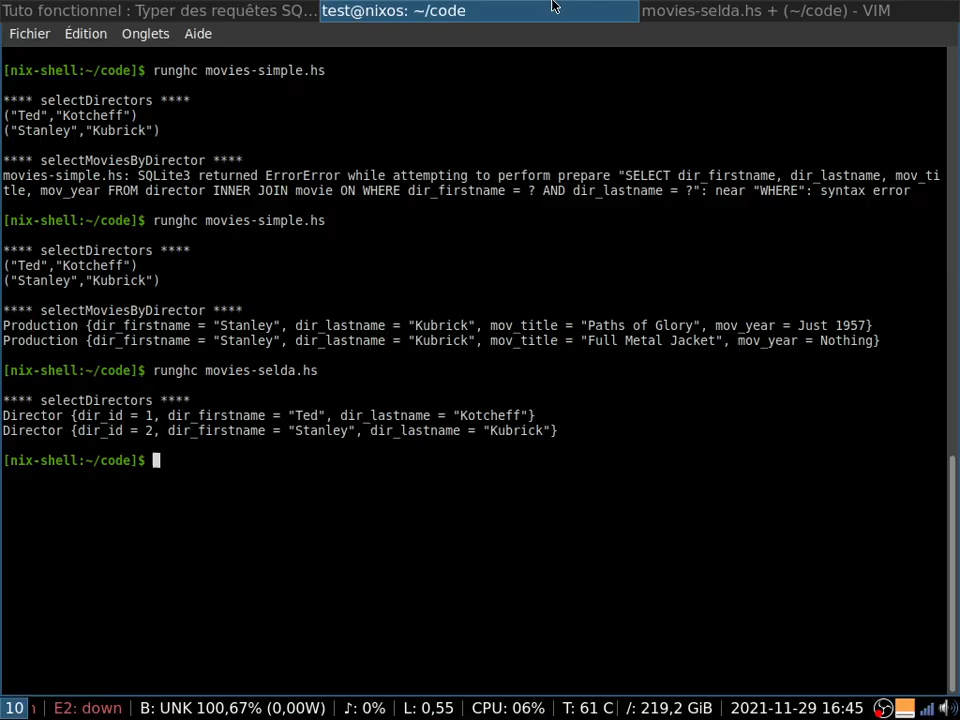 Tuto fonctionnel : Typer des requêtes SQ... test@nixos: ~/code movies-selda.hs + (~/code) - VIM
Fichier Édition Onglets Aide
[nix-shell:~/code]$ runghc movies-simple.hs
**** selectDirectors ****
("Ted","Kotcheff")
("Stanley","Kubrick")
**** selectMoviesByDirector ****
movies-simple.hs: SQLite3 returned ErrorError while attempting to perform prepare "SELECT dir_firstname, dir_lastname, mov_ti
tle, mov_year FROM director INNER JOIN movie ON WHERE dir_firstname = ? AND dir_lastname = ?": near "WHERE": syntax error
[nix-shell:~/code]$ runghc movies-simple.hs
**** selectDirectors ****
("Ted","Kotcheff")
("Stanley","Kubrick")
**** selectMoviesByDirector ****
Production {dir_firstname = "Stanley", dir_lastname = "Kubrick", mov_title = "Paths of Glory", mov_year = Just 1957}
Production {dir_firstname = "Stanley", dir_lastname = "Kubrick", mov_title = "Full Metal Jacket", mov_year = Nothing}
[nix-shell:~/code]$ runghc movies-selda.hs
**** selectDirectors ****
Director {dir_id = 1, dir_firstname = "Ted", dir_lastname = "Kotcheff"}
Director {dir_id = 2, dir_firstname = "Stanley", dir_lastname = "Kubrick"}
[nix-shell:~/code]$
10 | E2: down | B: UNK 100,67% (0,00W) | ♪: 0% | L: 0,55 | CPU: 06% | T: 61 C | /: 219,2 GiB | 2021-11-29 16:45